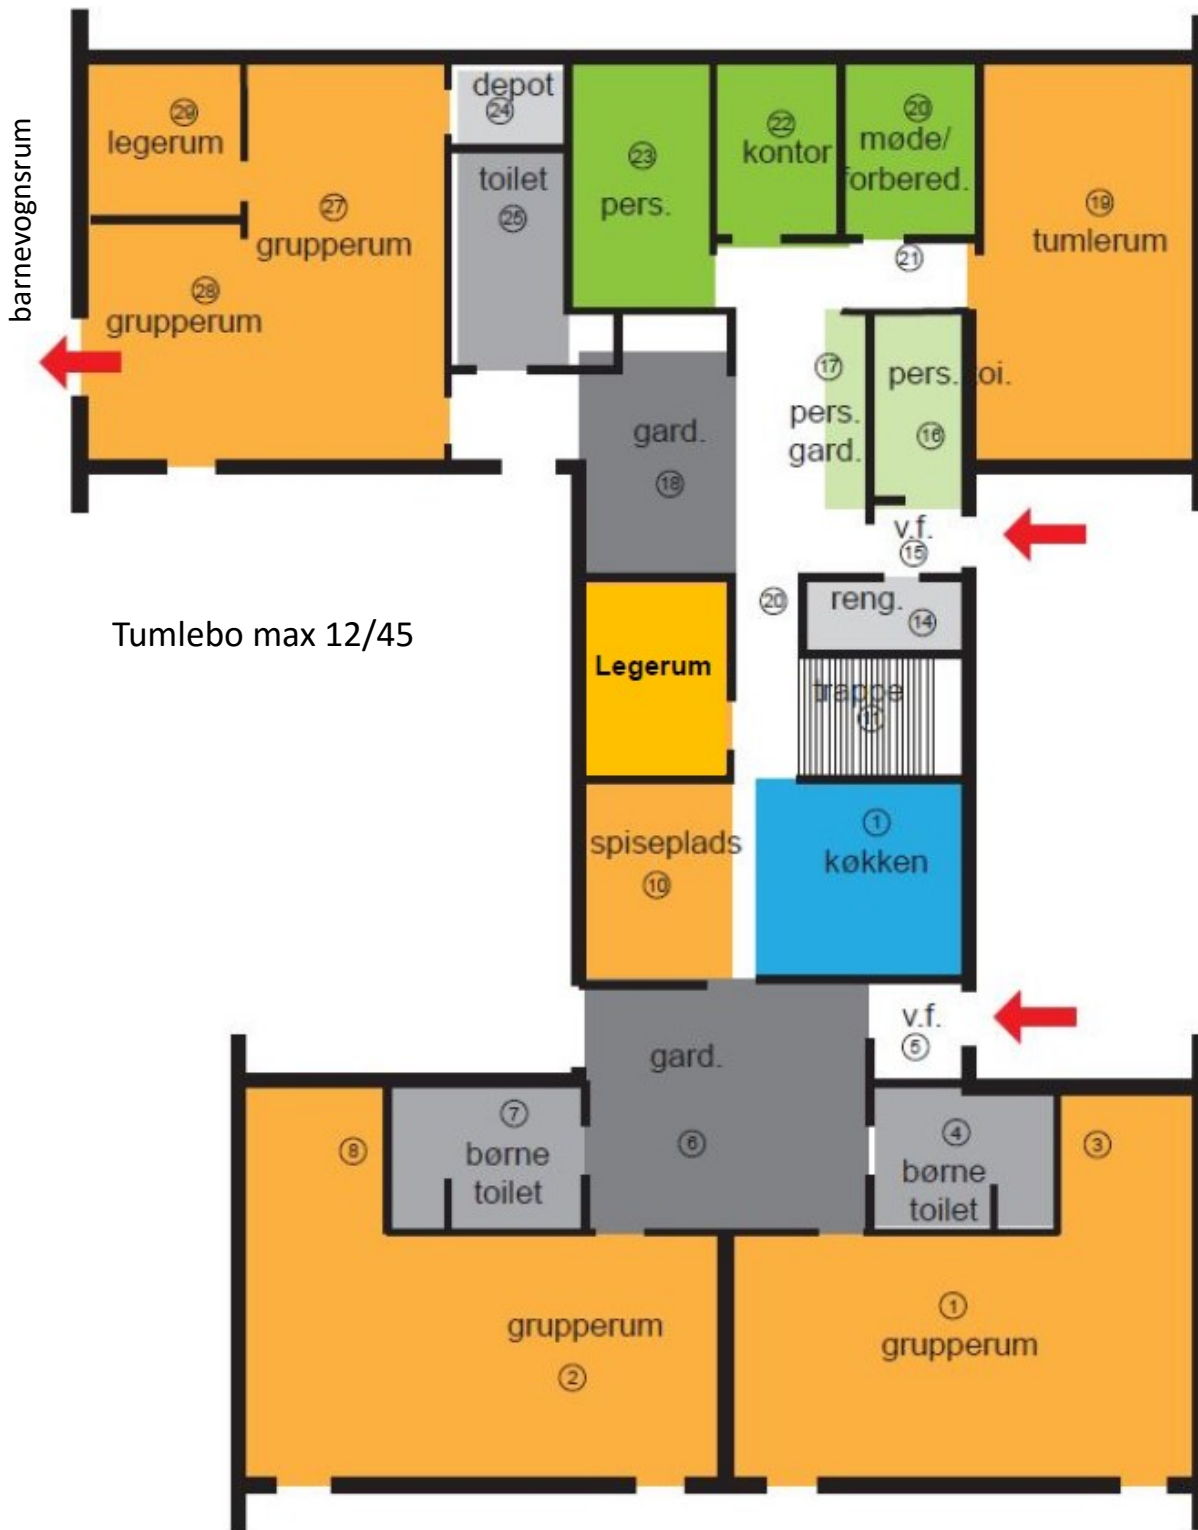 barnevognsrum
29
legerum
27
grupperum
28
grupperum
depot
24
toilet
25
23
pers.
22
kontor
20
møde/
forbered.
21
19
tumlerum
17
pers.
gard.
pers. toi.
16
gard.
18
v.f.
15
20
reng.
14
Tumlebo max 12/45
Legerum
trappe
11
spiseplads
10
1
køkken
v.f.
5
gard.
6
7
børne
toilet
8
4
børne
toilet
3
grupperum
2
1
grupperum